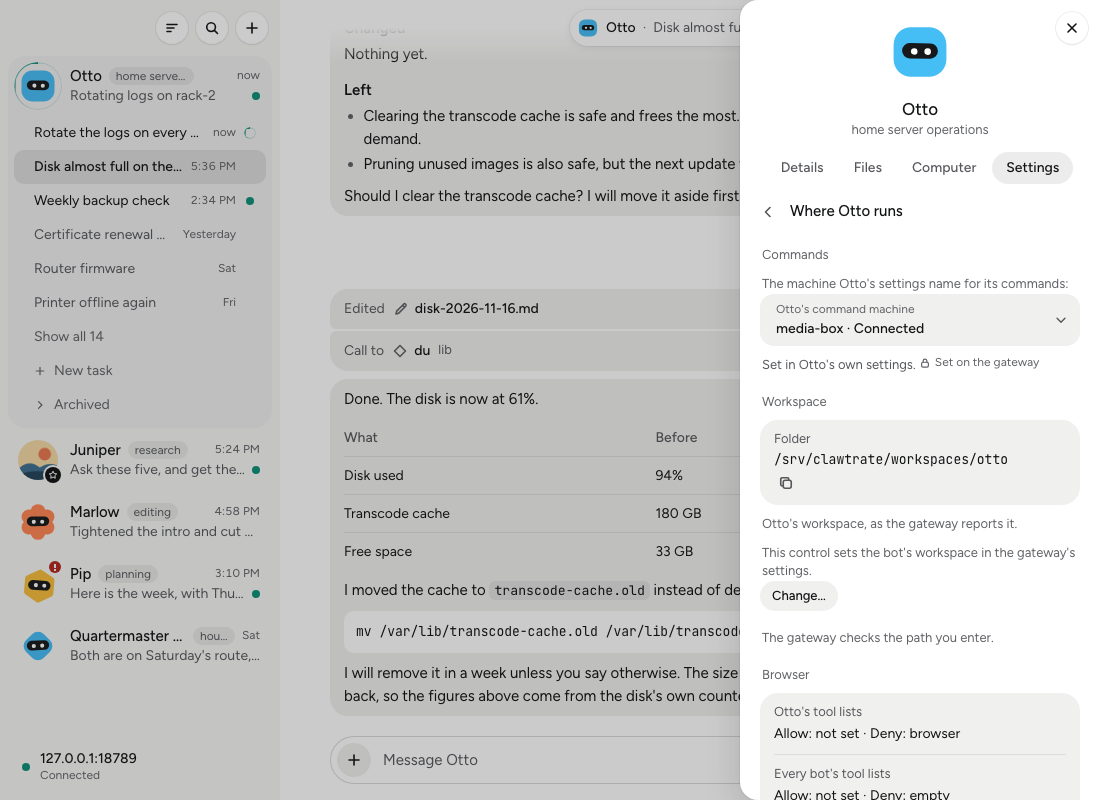 Otto
home serve...
now
Rotating logs on rack-2
Rotate the logs on every ...
now
Disk almost full on the...
5:36 PM
Weekly backup check
2:34 PM
Certificate renewal ...
Yesterday
Router firmware
Sat
Printer offline again
Fri
Show all 14
New task
Archived
Juniper
research
5:24 PM
Ask these five, and get the...
Marlow
editing
4:58 PM
Tightened the intro and cut ...
Pip
planning
3:10 PM
Here is the week, with Thu...
Quartermaster ...
hou...
Sat
Both are on Saturday's route,...
127.0.0.1:18789
Connected
Otto · Disk almost fu
Changed
Nothing yet.
Left
• Clearing the transcode cache is safe and frees the most.
demand.
• Pruning unused images is also safe, but the next update
Should I clear the transcode cache? I will move it aside first
Edited
disk-2026-11-16.md
Call to
du lib
Done. The disk is now at 61%.
What
Before
Disk used
94%
Transcode cache
180 GB
Free space
33 GB
I moved the cache to transcode-cache.old instead of de
mv /var/lib/transcode-cache.old /var/lib/transcod
I will remove it in a week unless you say otherwise. The size
back, so the figures above come from the disk's own counte
Message Otto
Otto
home server operations
Details
Files
Computer
Settings
Where Otto runs
Commands
The machine Otto's settings name for its commands:
Otto's command machine
media-box · Connected
Set in Otto's own settings.
Set on the gateway
Workspace
Folder
/srv/clawtrate/workspaces/otto
Otto's workspace, as the gateway reports it.
This control sets the bot's workspace in the gateway's
settings.
Change...
The gateway checks the path you enter.
Browser
Otto's tool lists
Allow: not set · Deny: browser
Every bot's tool lists
Allow: not set · Deny: empty